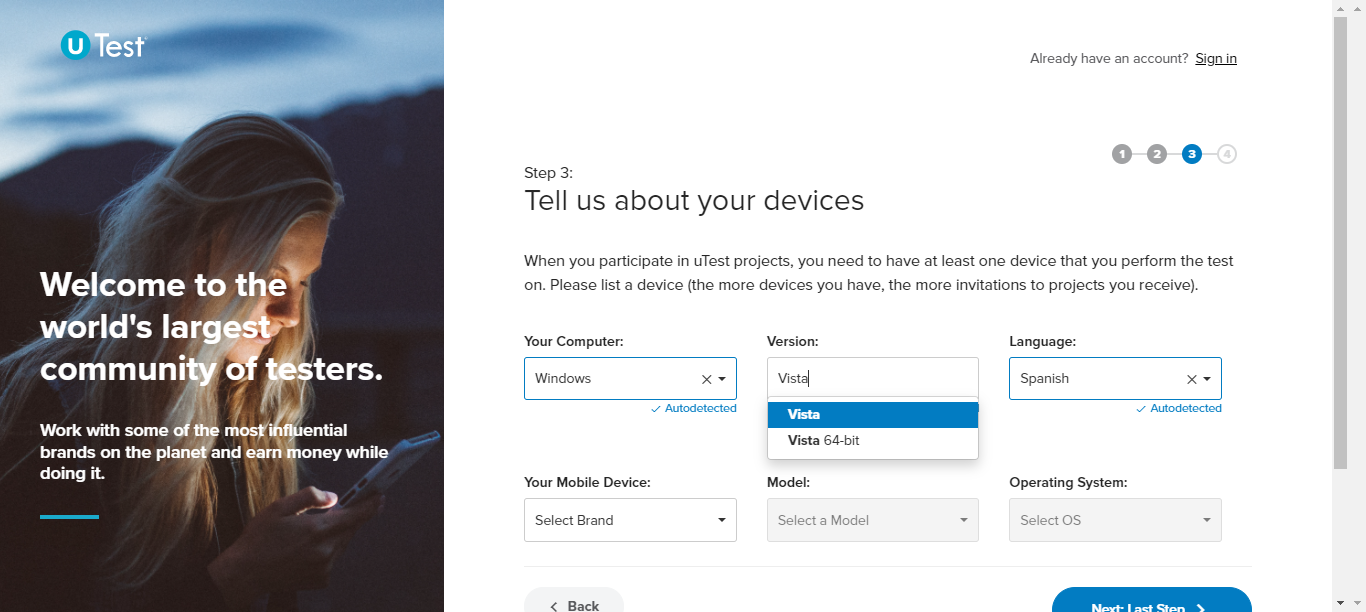 U Test
Already have an account? Sign in
1 2 3 4
Step 3:
Tell us about your devices
When you participate in uTest projects, you need to have at least one device that you perform the test
on. Please list a device (the more devices you have, the more invitations to projects you receive).
Welcome to the
world's largest
community of testers.
Work with some of the most influential
brands on the planet and earn money while
doing it.
Your Computer: Version: Language:
Windows Vista Spanish
Autodetected Autodetected
Vista
Vista 64-bit
Your Mobile Device: Model: Operating System:
Select Brand Select a Model Select OS
Back Next: Last Step